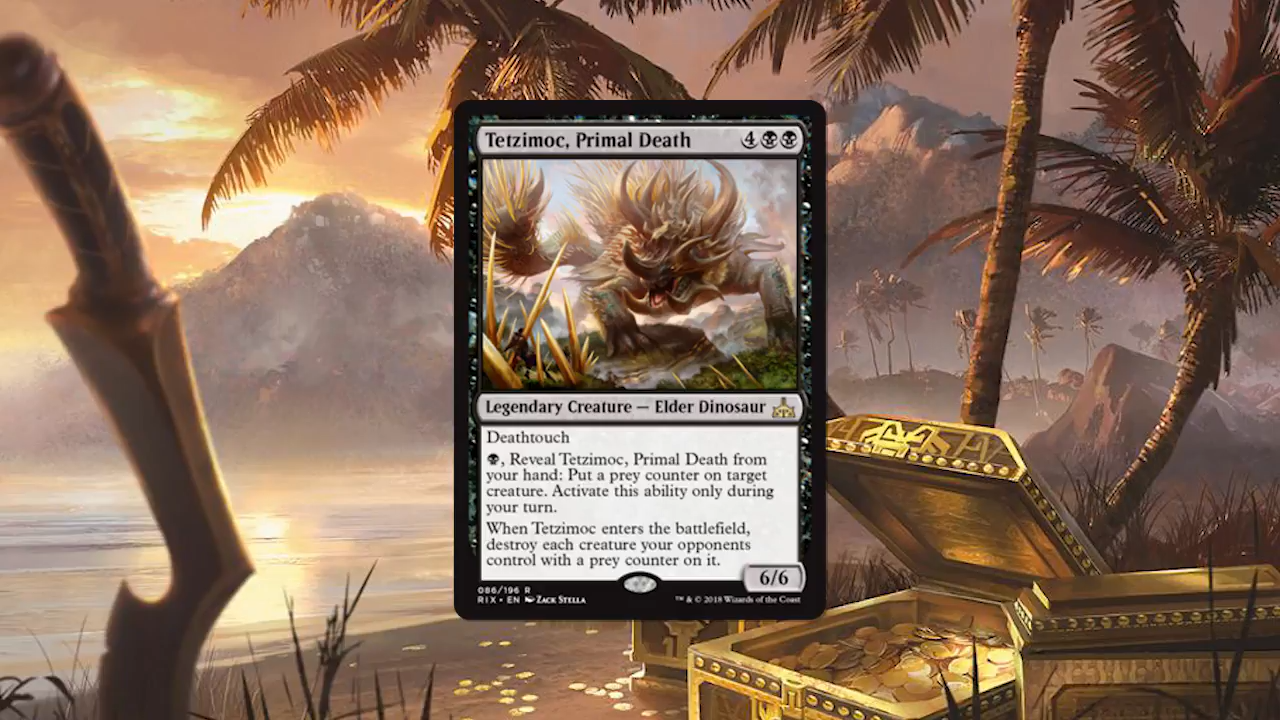 Tetzimoc, Primal Death 4
Legendary Creature — Elder Dinosaur
Deathtouch
, Reveal Tetzimoc, Primal Death from
your hand: Put a prey counter on target
creature. Activate this ability only during
your turn.
When Tetzimoc enters the battlefield,
destroy each creature your opponents
control with a prey counter on it.
6/6
086/196 R
RIX • EN Zack Stella
™ & © 2018 Wizards of the Coast